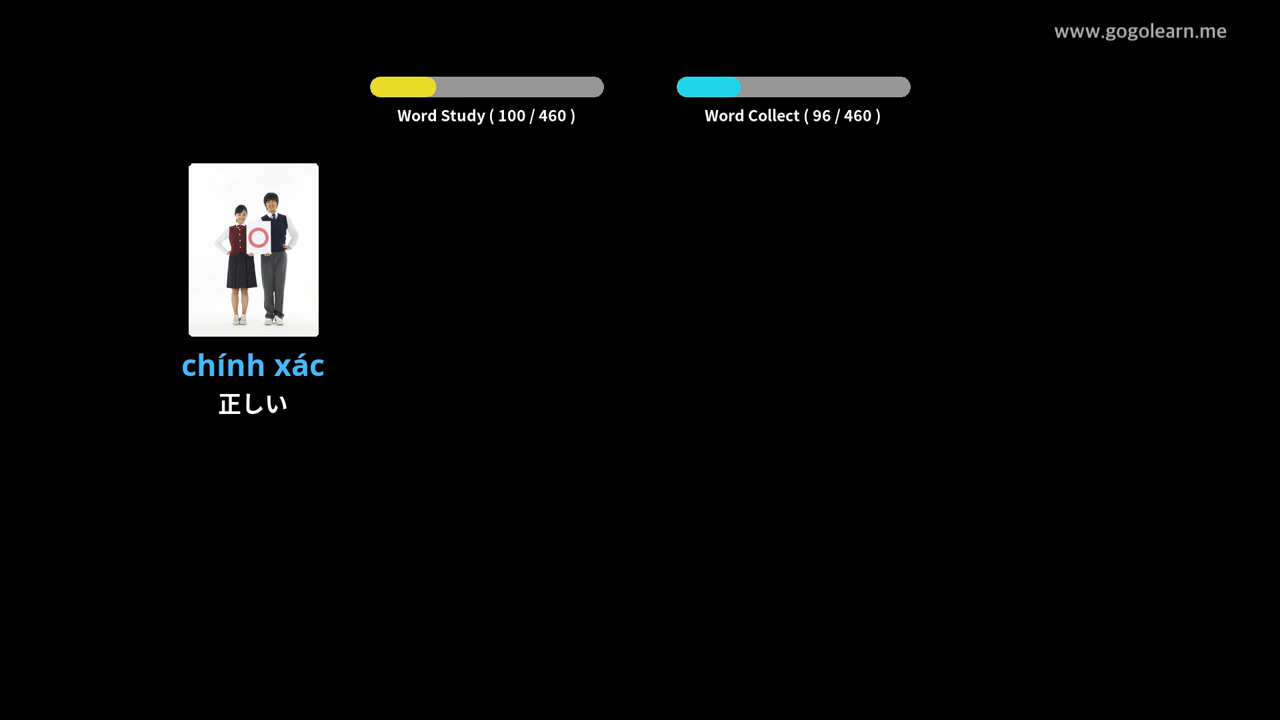 www.gogolearn.me
Word Study ( 100 / 460 )
Word Collect ( 96 / 460 )
chính xác
正しい